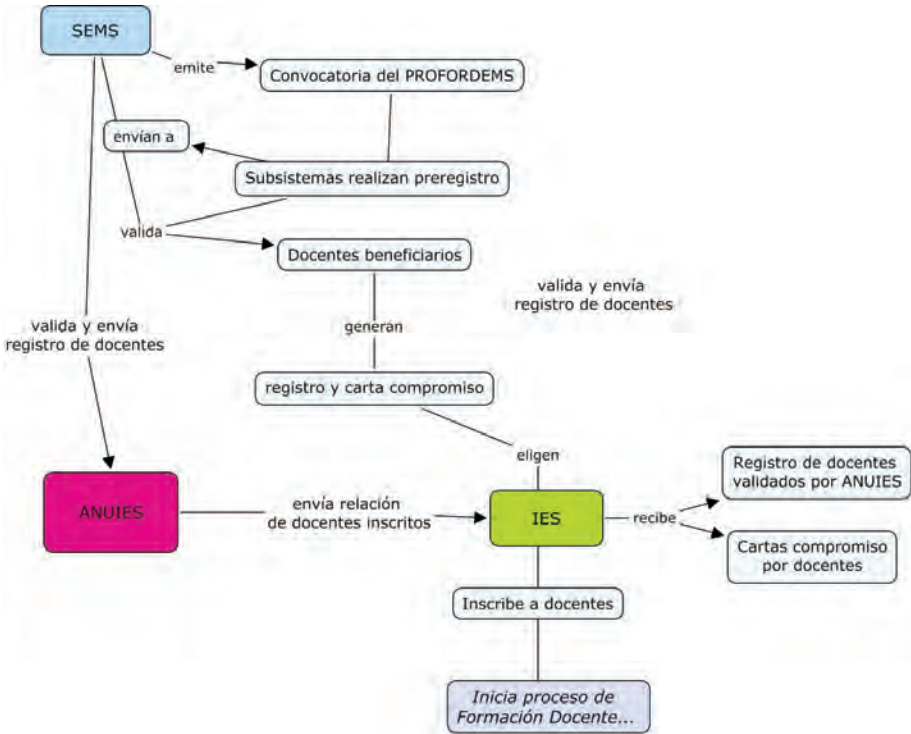 SEMS
emite
Convocatoria del PROFORDEMS
envían a
Subsistemas realizan preregistro
valida
Docentes beneficiarios
valida y envía
registro de docentes
generan
valida y envía
registro de docentes
registro y carta compromiso
eligen
Registro de docentes
validados por ANUIES
ANUIES
envía relación
de docentes inscritos
IES
recibe
Cartas compromiso
por docentes
Inscribe a docentes
Inicia proceso de
Formación Docente...